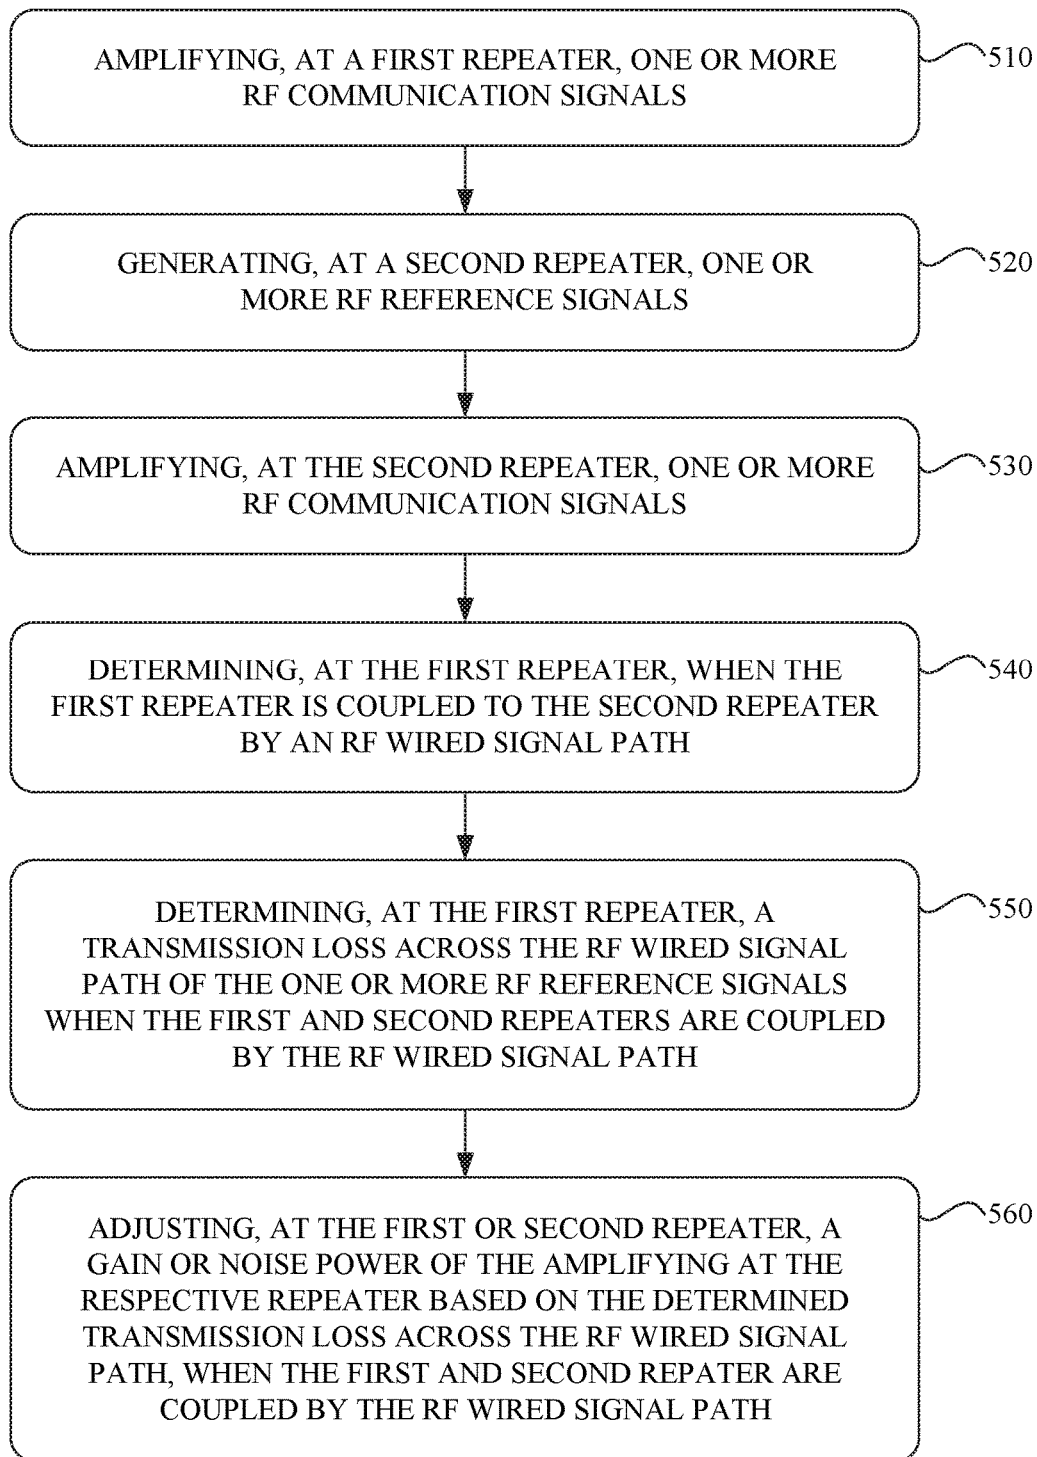 AMPLIFYING, AT A FIRST REPEATER, ONE OR MORE
RF COMMUNICATION SIGNALS
510
GENERATING, AT A SECOND REPEATER, ONE OR
MORE RF REFERENCE SIGNALS
520
AMPLIFYING, AT THE SECOND REPEATER, ONE OR MORE
RF COMMUNICATION SIGNALS
530
DETERMINING, AT THE FIRST REPEATER, WHEN THE
FIRST REPEATER IS COUPLED TO THE SECOND REPEATER
BY AN RF WIRED SIGNAL PATH
540
DETERMINING, AT THE FIRST REPEATER, A
TRANSMISSION LOSS ACROSS THE RF WIRED SIGNAL
PATH OF THE ONE OR MORE RF REFERENCE SIGNALS
WHEN THE FIRST AND SECOND REPEATERS ARE COUPLED
BY THE RF WIRED SIGNAL PATH
550
ADJUSTING, AT THE FIRST OR SECOND REPEATER, A
GAIN OR NOISE POWER OF THE AMPLIFYING AT THE
RESPECTIVE REPEATER BASED ON THE DETERMINED
TRANSMISSION LOSS ACROSS THE RF WIRED SIGNAL
PATH, WHEN THE FIRST AND SECOND REPATER ARE
COUPLED BY THE RF WIRED SIGNAL PATH
560